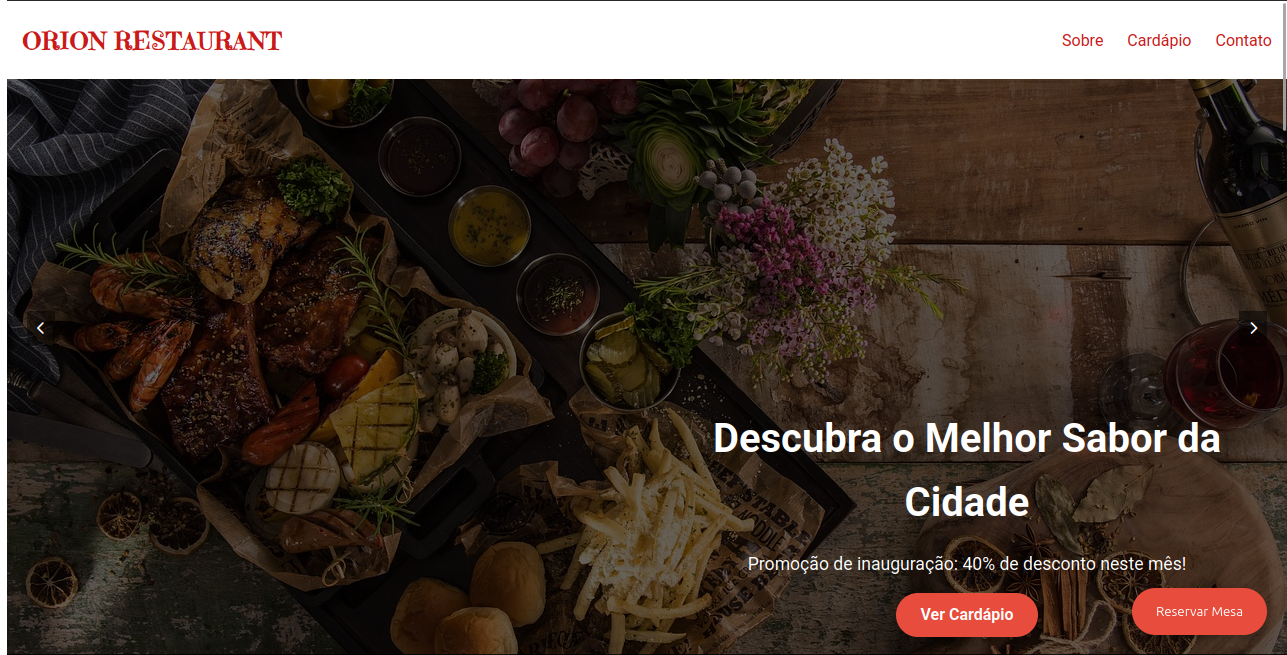 ORION RESTAURANT
Sobre Cardápio Contato
Descubra o Melhor Sabor da
Cidade
Promoção de inauguração: 40% de desconto neste mês!
Ver Cardápio
Reservar Mesa